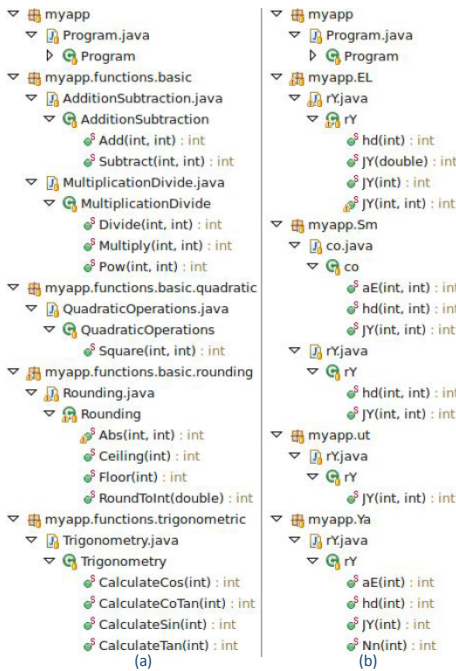 myapp
Program.java
Program
myapp.functions.basic
AdditionSubtraction.java
AdditionSubtraction
Add(int, int) : int
Subtract(int, int) : int
MultiplicationDivide.java
MultiplicationDivide
Divide(int, int) : int
Multiply(int, int) : int
Pow(int, int) : int
myapp.functions.basic.quadratic
QuadraticOperations.java
QuadraticOperations
Square(int, int) : int
myapp.functions.basic.rounding
Rounding.java
Rounding
Abs(int, int) : int
Ceiling(int) : int
Floor(int) : int
RoundToInt(double) : int
myapp.functions.trigonometric
Trigonometry.java
Trigonometry
CalculateCos(int) : int
CalculateCoTan(int) : int
CalculateSin(int) : int
CalculateTan(int) : int
(a)
myapp
Program.java
Program
myapp.EL
rY.java
rY
hd(int) : int
JY(double) : int
JY(int) : int
JY(int, int) : int
myapp.Sm
co.java
co
aE(int, int) : int
hd(int, int) : int
JY(int, int) : int
rY.java
rY
hd(int, int) : int
JY(int, int) : int
myapp.ut
rY.java
rY
JY(int, int) : int
myapp.Ya
rY.java
rY
aE(int) : int
hd(int) : int
JY(int) : int
Nn(int) : int
(b)